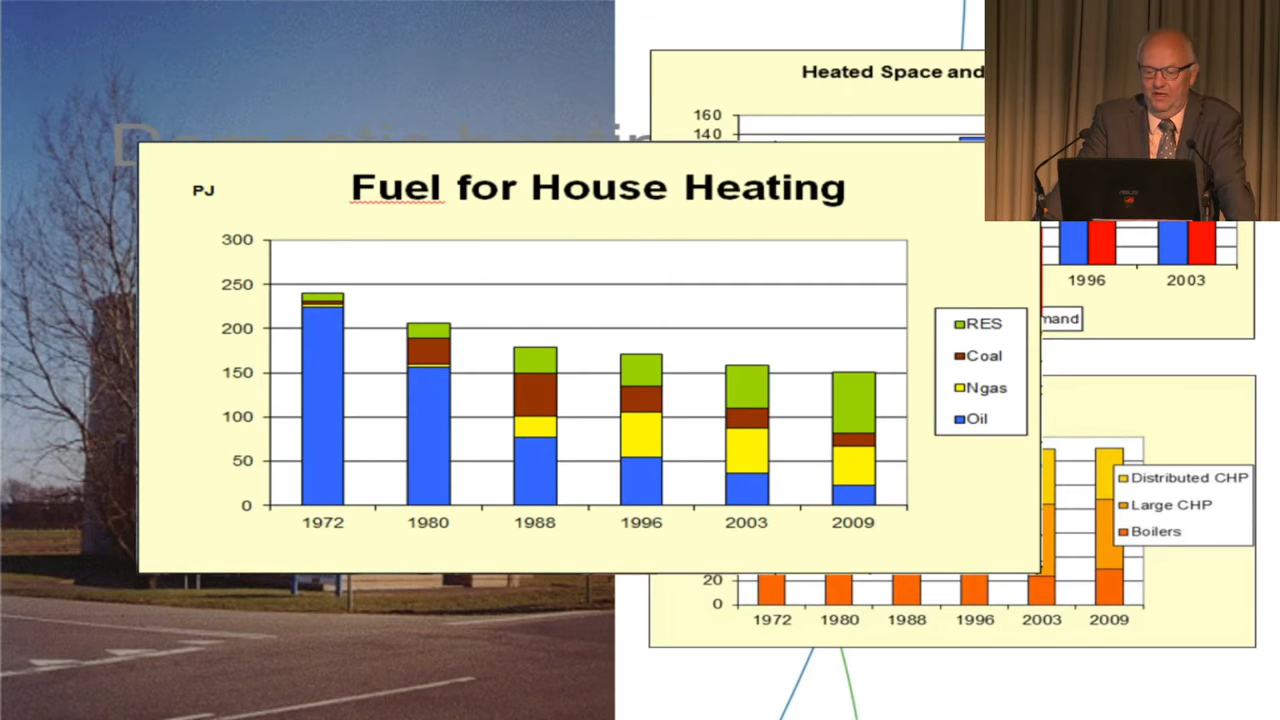 Heated Space and
160
140
PJ
Fuel for House Heating
300
250
200
150
100
50
0
1972 1980 1988 1996 2003 2009
RES
Coal
Ngas
Oil
1996 2003
mand
Distributed CHP
Large CHP
Boilers
20
0
1972 1980 1988 1996 2003 2009